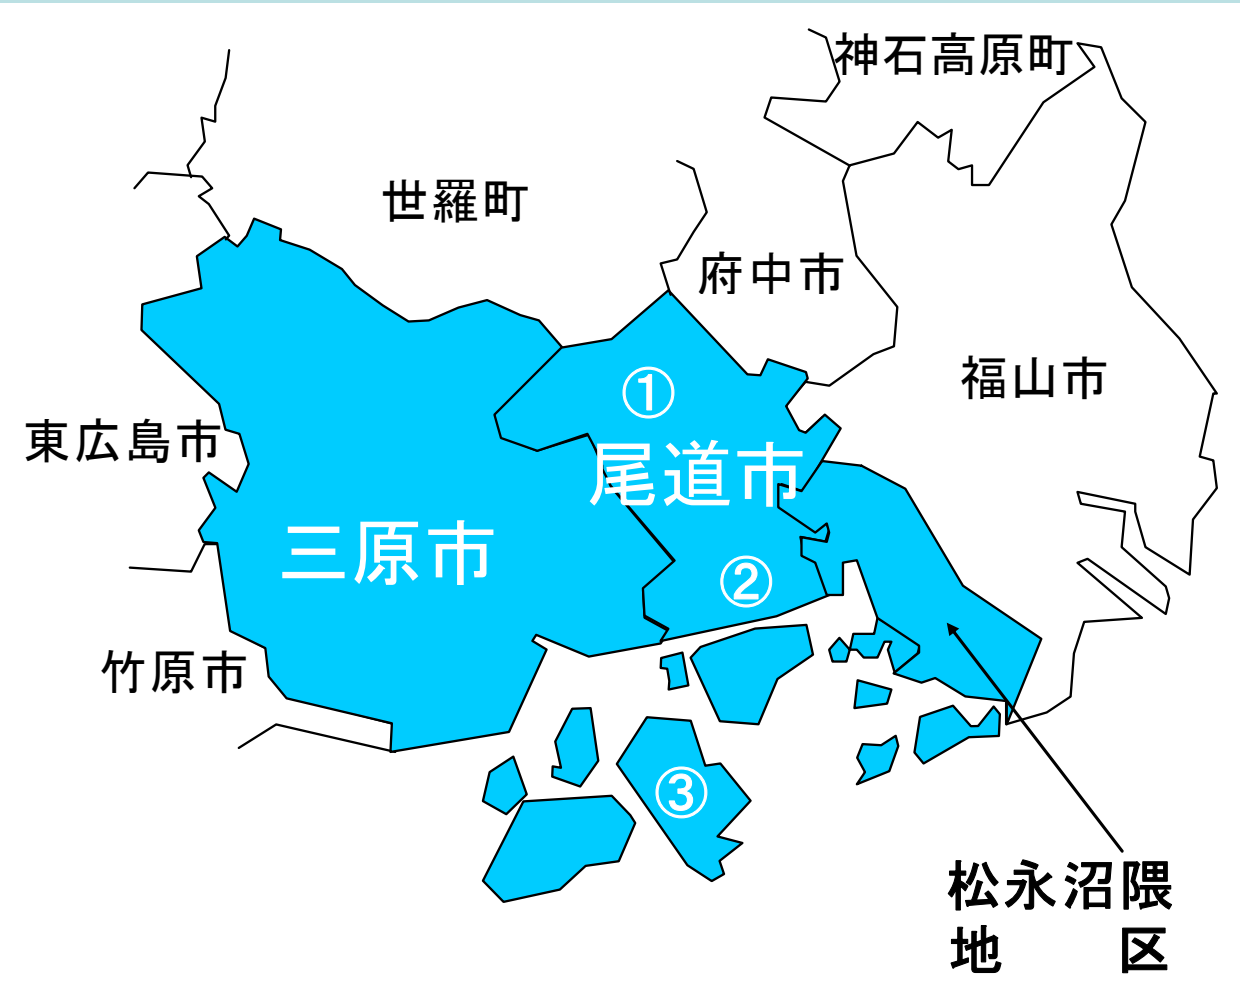 神石高原町
世羅町
府中市
福山市
①
東広島市
尾道市
三原市
②
竹原市
③
松永沼隈
地　　区